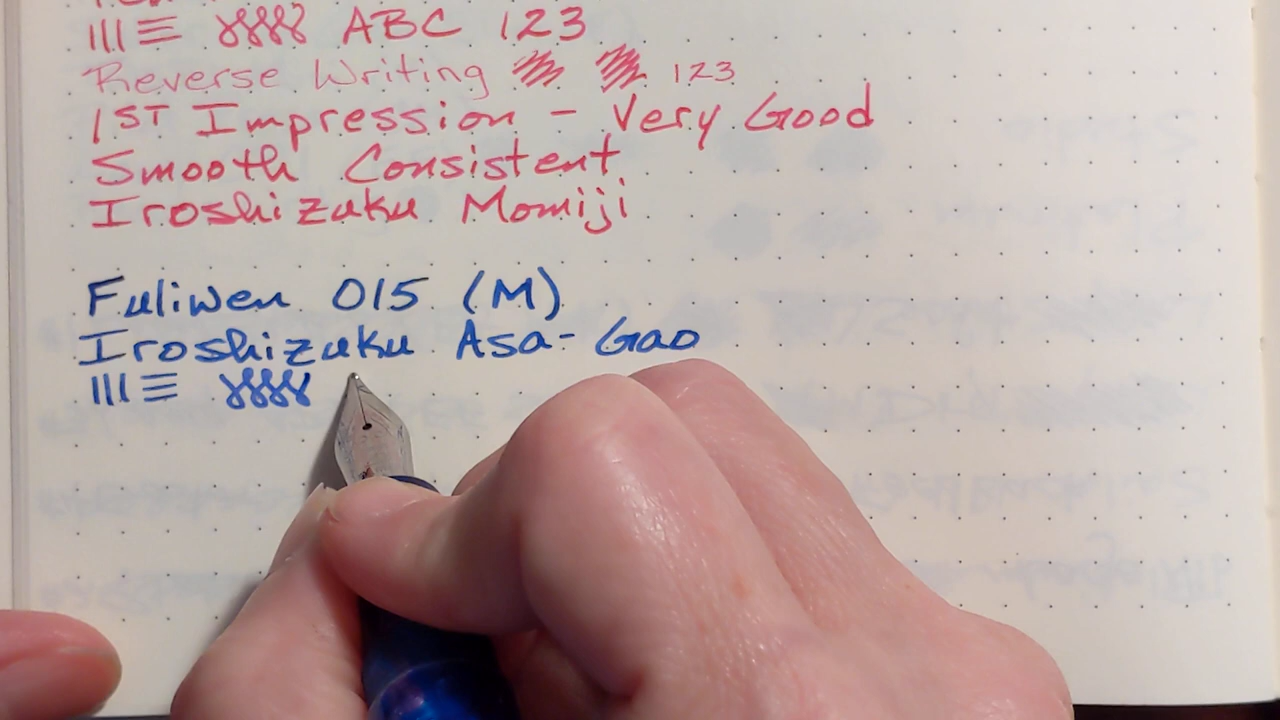 ABC 123
Reverse Writing 123
1ST Impression - Very Good
Smooth Consistent
Iroshizuku Momiji
Fuliwen 015 (M)
Iroshizuku Asa-Gao